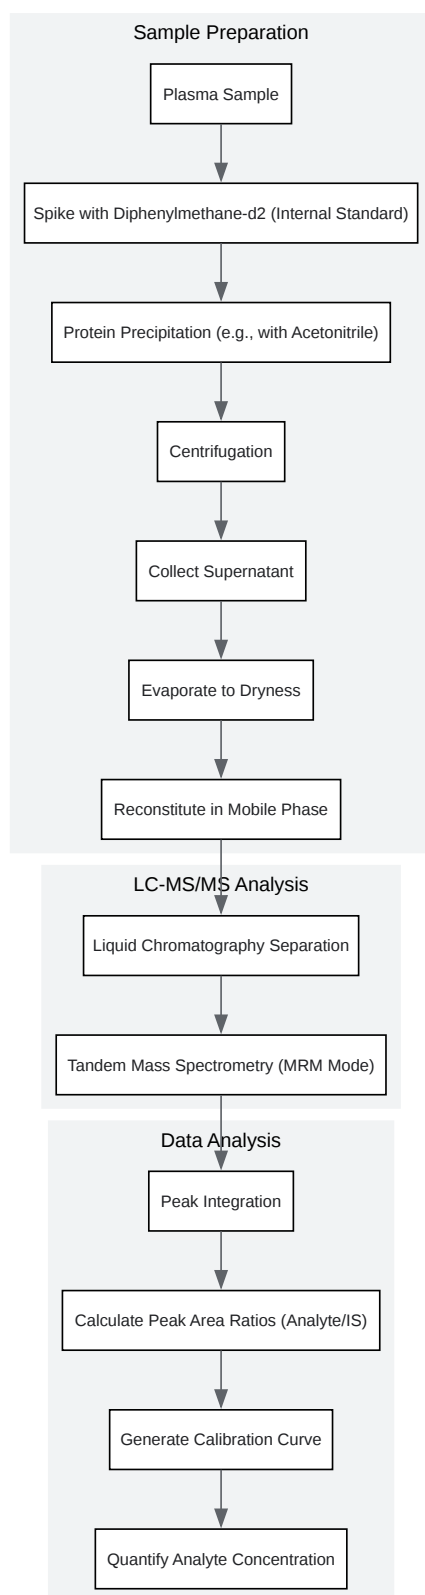 Sample Preparation
Plasma Sample
Spike with Diphenylmethane-d2 (Internal Standard)
Protein Precipitation (e.g., with Acetonitrile)
Centrifugation
Collect Supernatant
Evaporate to Dryness
Reconstitute in Mobile Phase
LC-MS/MS Analysis
Liquid Chromatography Separation
Tandem Mass Spectrometry (MRM Mode)
Data Analysis
Peak Integration
Calculate Peak Area Ratios (Analyte/IS)
Generate Calibration Curve
Quantify Analyte Concentration